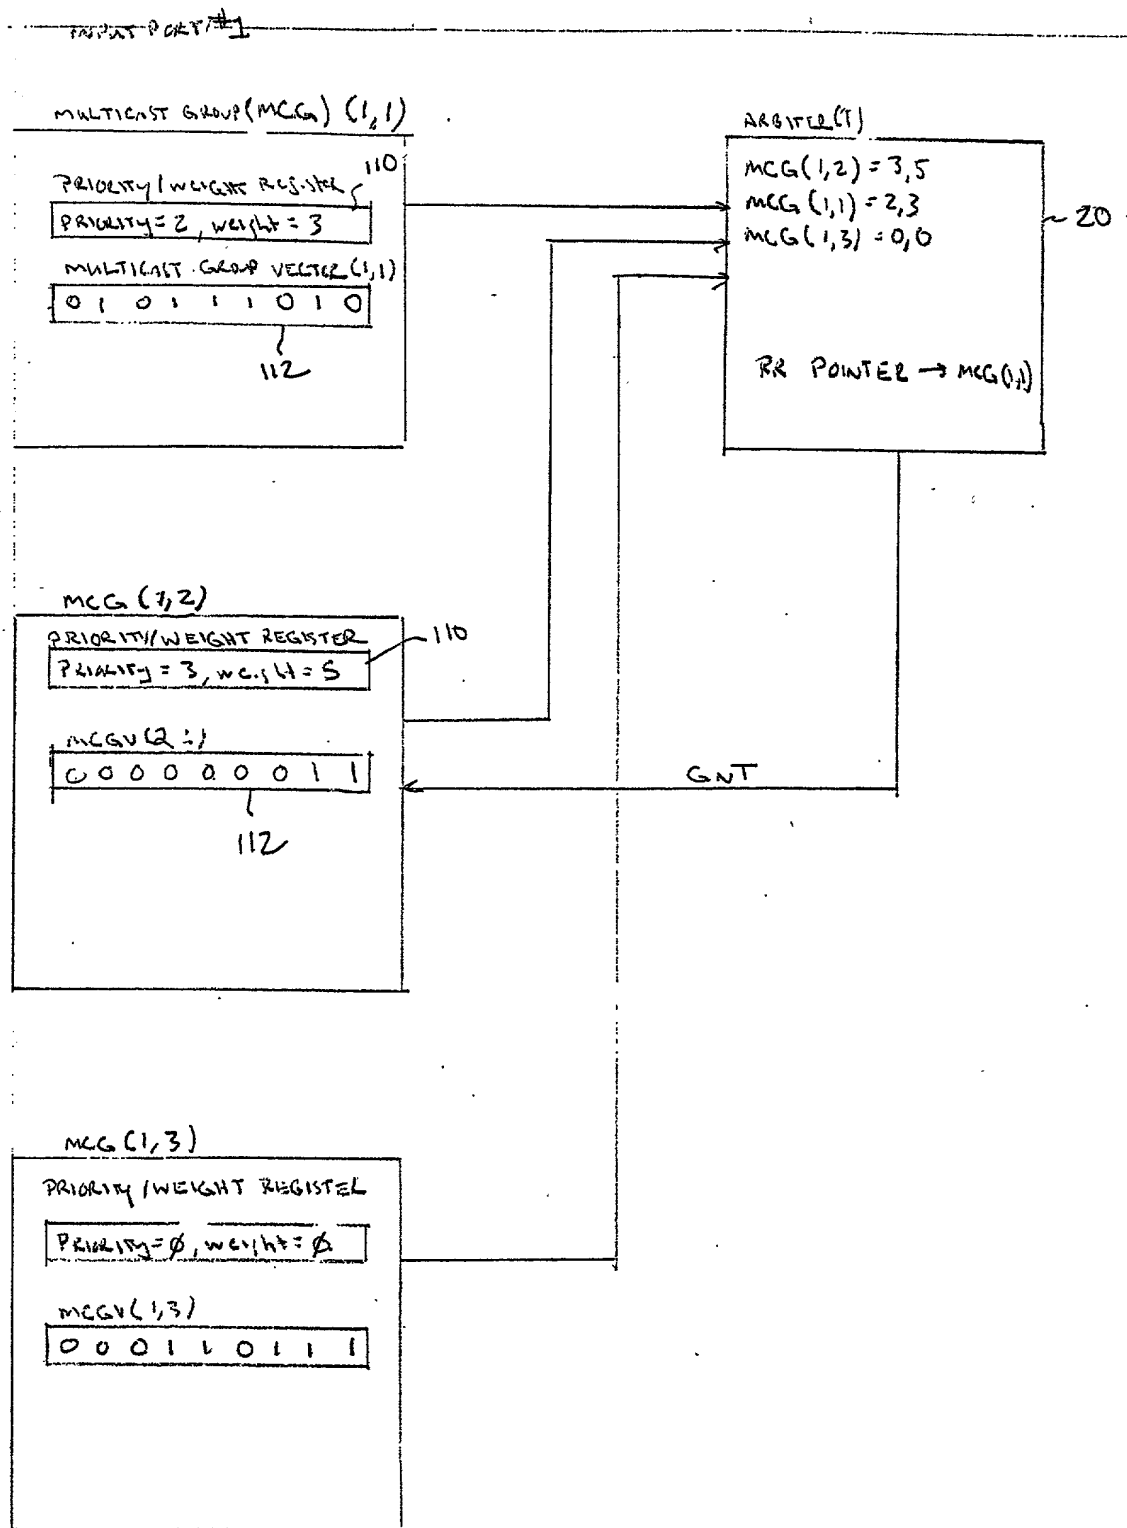 INPUT PORT #1
MULTICAST GROUP (MCG) (1,1)
PRIORITY/WEIGHT Register
110
PRIORITY = 2, weight = 3
MULTICAST GROUP VECTOR (1,1)
0 1 0 1 1 1 0 1 0
112
ARBITER(1)
MCG(1,2) = 3,5
MCG(1,1) = 2,3
MCG(1,3) = 0,0
20
RR POINTER → MCG(1,1)
MCG (1,2)
PRIORITY/WEIGHT REGISTER
110
PRIORITY = 3, weight = 5
MCGV
0 0 0 0 0 0 0 1 1
112
GNT
MCG (1,3)
PRIORITY/WEIGHT REGISTER
PRIORITY = Ø, weight = Ø
MCGV(1,3)
0 0 0 1 1 0 1 1 1